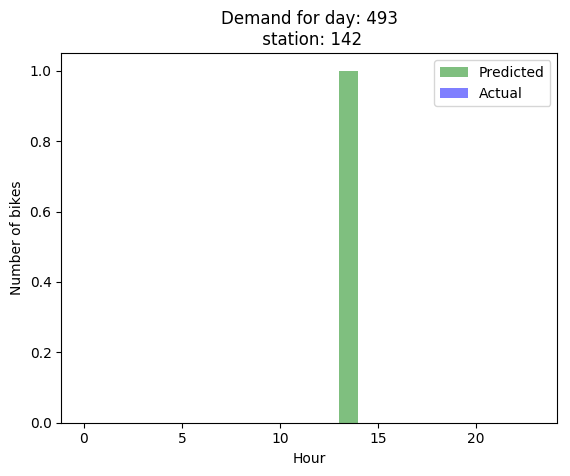 Demand for day: 493
station: 142
Predicted
Actual
1.0
0.8
0.6
0.4
0.2
0.0
Number of bikes
0 5 10 15 20
Hour